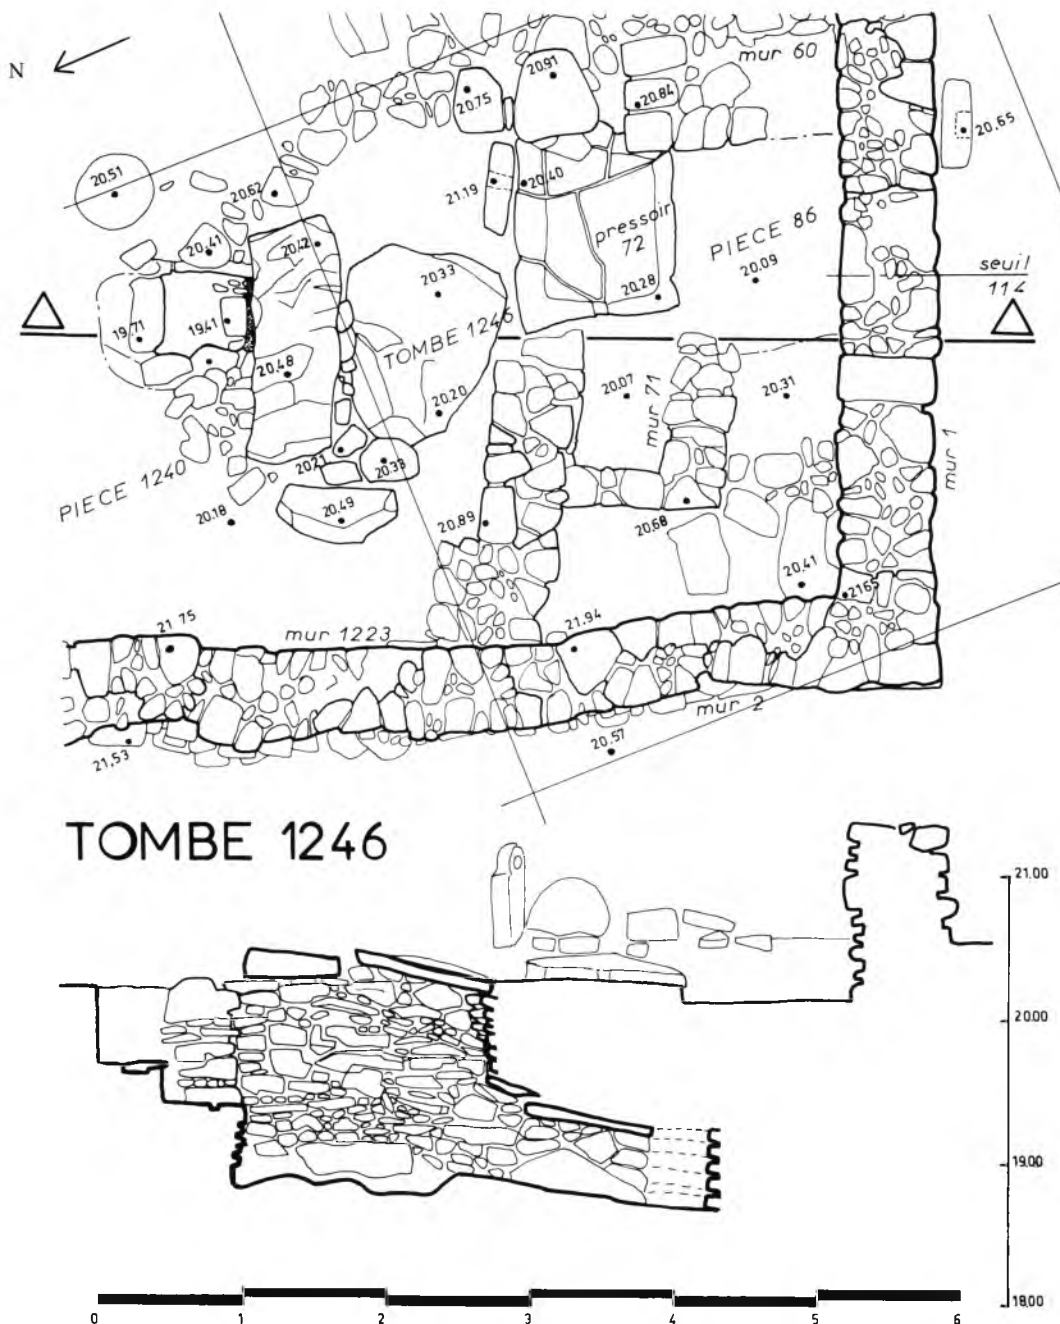 N
mur 60
20.91
20.75
20.84
20.65
20.51
20.62
21.19
20.40
20.41
20.42
pressoir
72
PIECE 86
20.33
20.28
20.09
seuil
114
19.71
19.41
TOMBE 1246
20.48
20.20
20.07
mur 71
20.31
20.21
20.33
PIECE 1240
20.18
20.49
20.89
20.68
mur 1
20.41
21.65
21.75
mur 1223
21.94
mur 2
21.53
20.57
TOMBE 1246
21.00
20.00
19.00
18.00
0 1 2 3 4 5 6